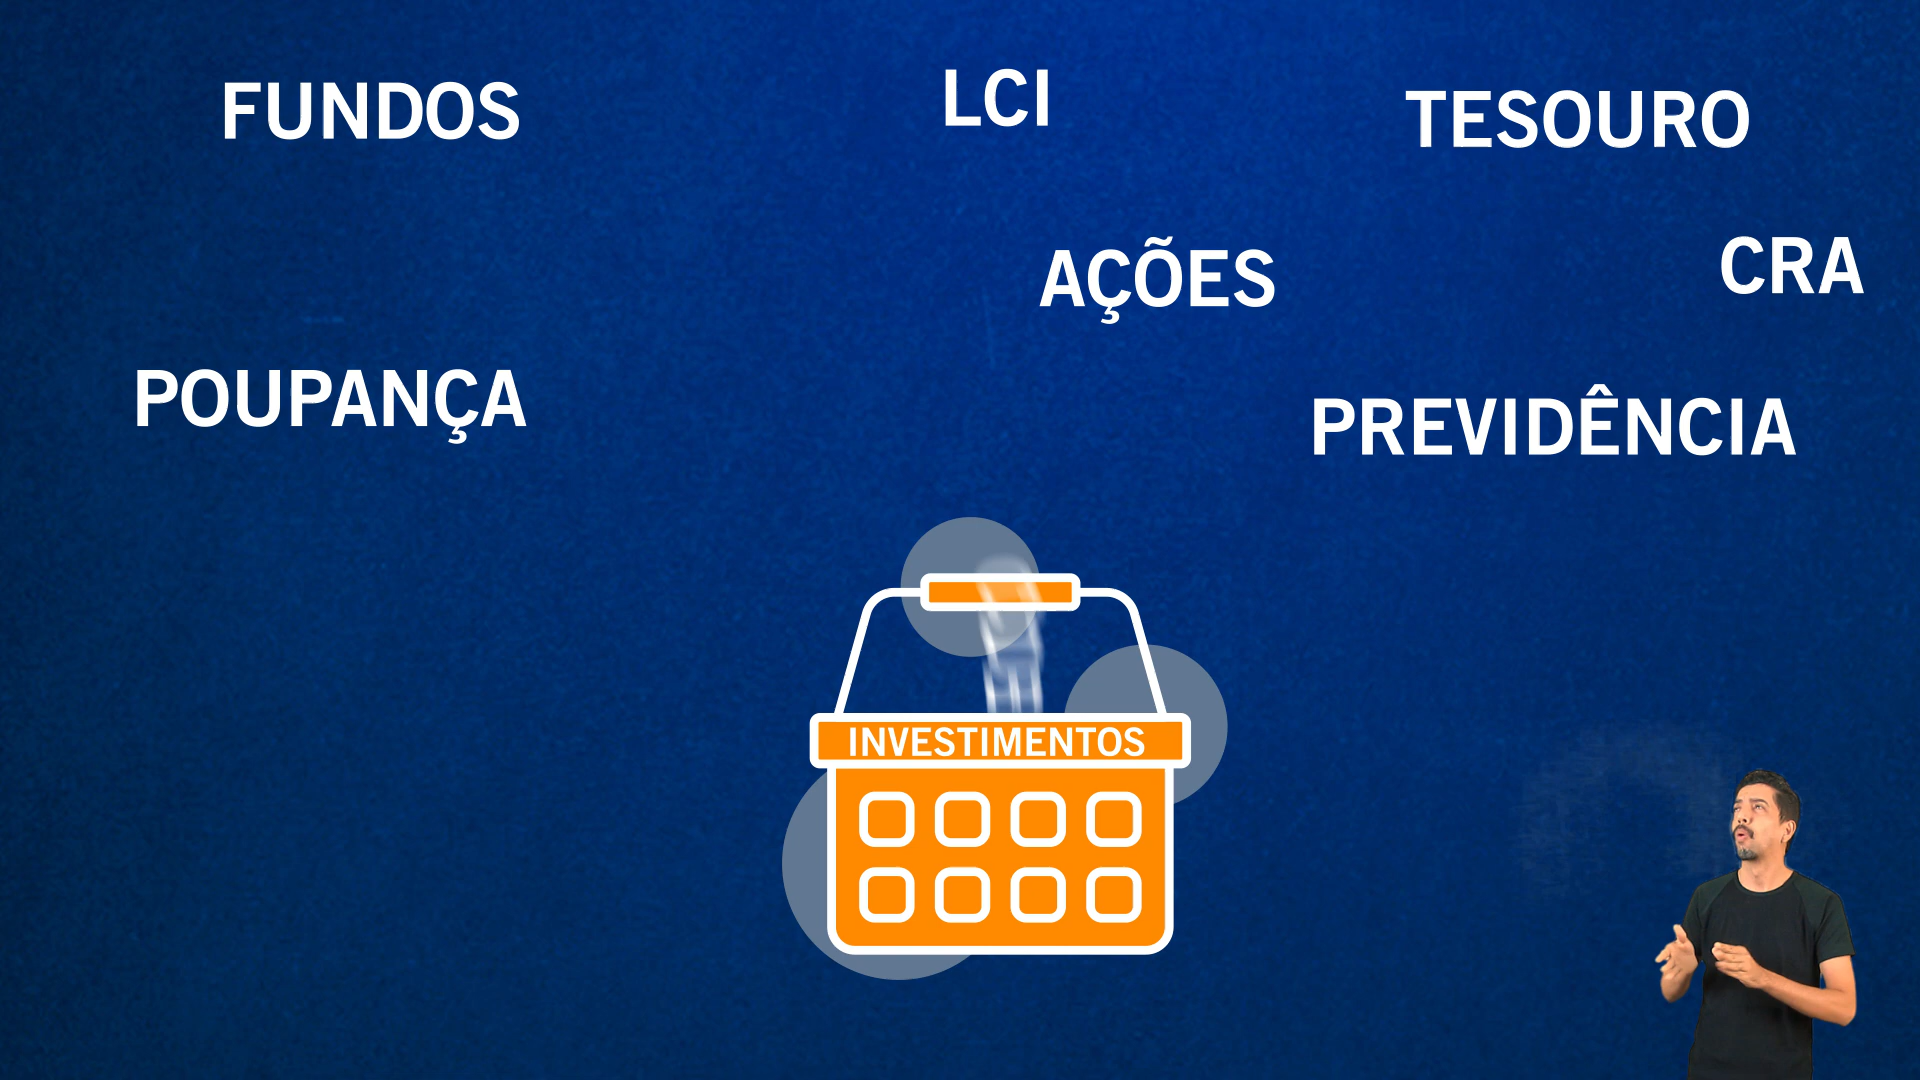 FUNDOS
LCI
TESOURO
AÇÕES
CRA
POUPANÇA
PREVIDÊNCIA
INVESTIMENTOS